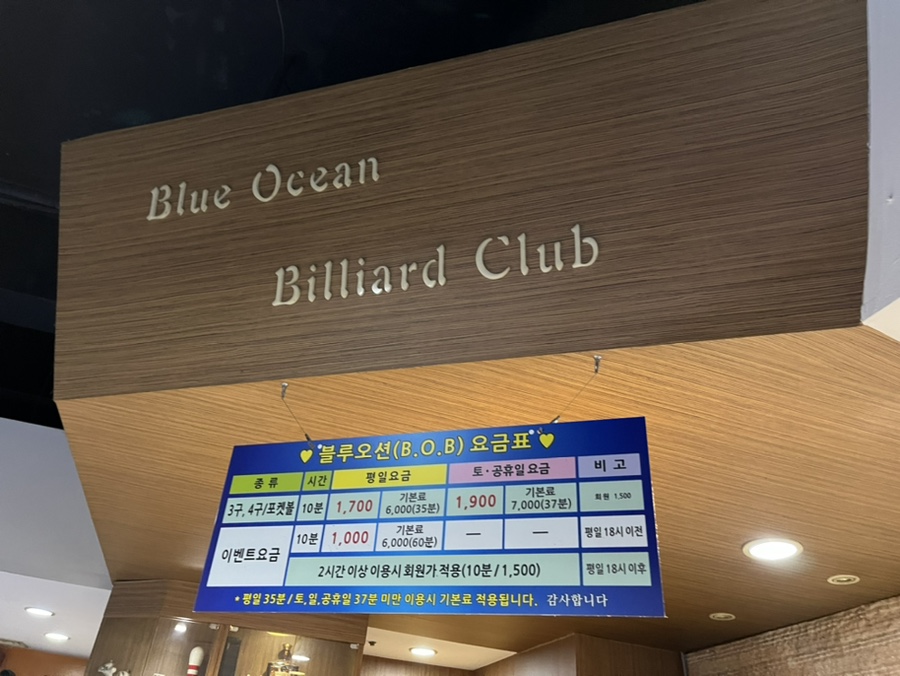 Blue Ocean
Billiard Club
블루오션(B.O.B) 요금표
종 류 시간 평일요금 토·공휴일요금 비 고
3구, 4구/포켓볼 10분 1,700 기본료 6,000(35분) 1,900 기본료 7,000(37분) 회원 1,500
이벤트요금 10분 1,000 기본료 6,000(60분) — — 평일 18시 이전
2시간 이상 이용시 회원가 적용(10분 / 1,500) 평일 18시 이후
* 평일 35분 / 토,일,공휴일 37분 미만 이용시 기본료 적용됩니다. 감사합니다